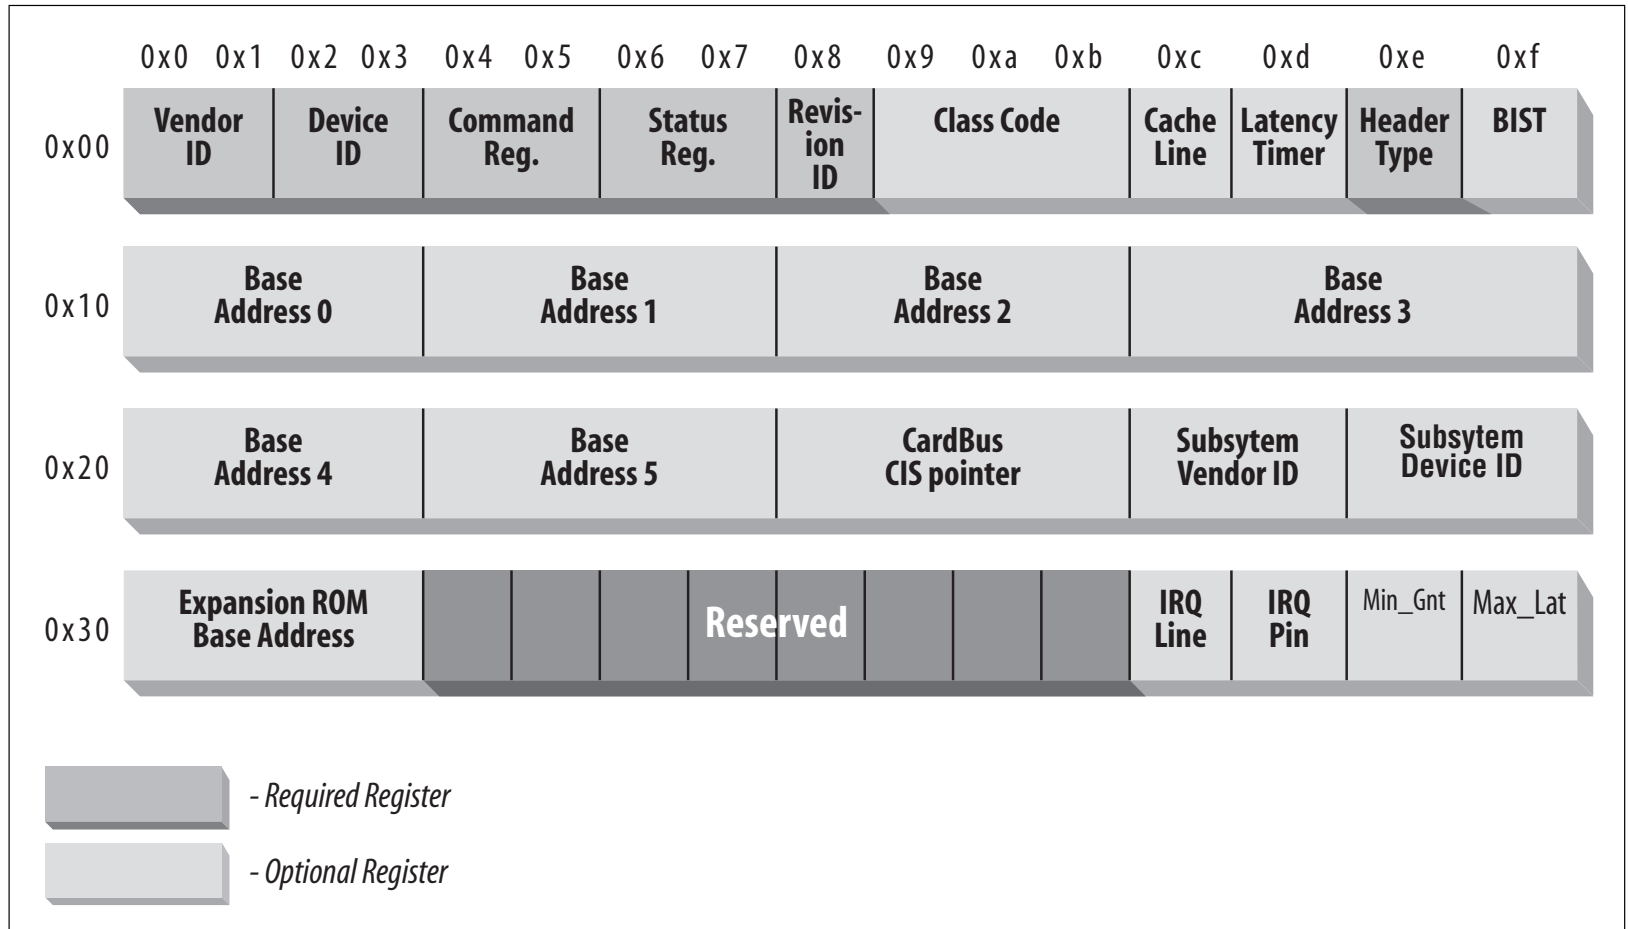 0x0 0x1 0x2 0x3 0x4 0x5 0x6 0x7 0x8 0x9 0xa 0xb 0xc 0xd 0xe 0xf
0x00
Vendor
ID
Device
ID
Command
Reg.
Status
Reg.
Revis-
ion
ID
Class Code
Cache
Line
Latency
Timer
Header
Type
BIST
0x10
Base
Address 0
Base
Address 1
Base
Address 2
Base
Address 3
0x20
Base
Address 4
Base
Address 5
CardBus
CIS pointer
Subsytem
Vendor ID
Subsytem
Device ID
0x30
Expansion ROM
Base Address
Reserved
IRQ
Line
IRQ
Pin
Min_Gnt
Max_Lat
- Required Register
- Optional Register